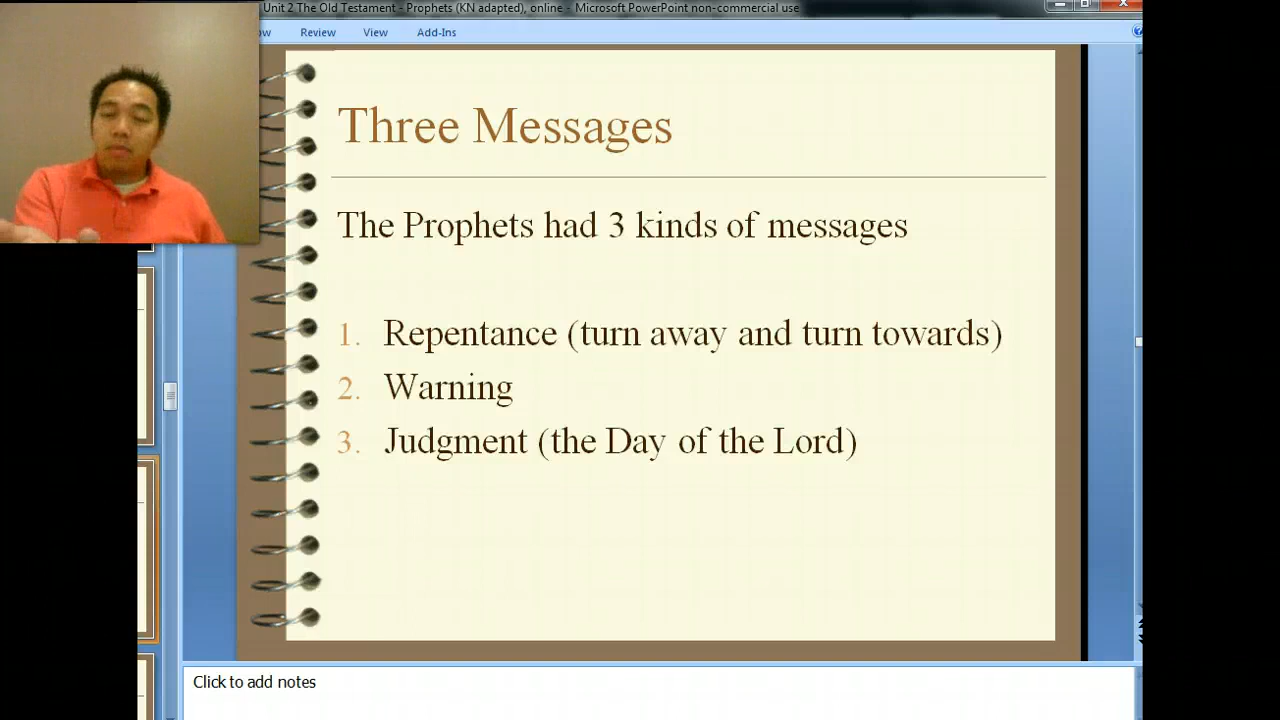 Unit 2 The Old Testament - Prophets (KN adapted), online - Microsoft PowerPoint non-commercial use
Review View Add-Ins
Three Messages
The Prophets had 3 kinds of messages
1. Repentance (turn away and turn towards)
2. Warning
3. Judgment (the Day of the Lord)
Click to add notes